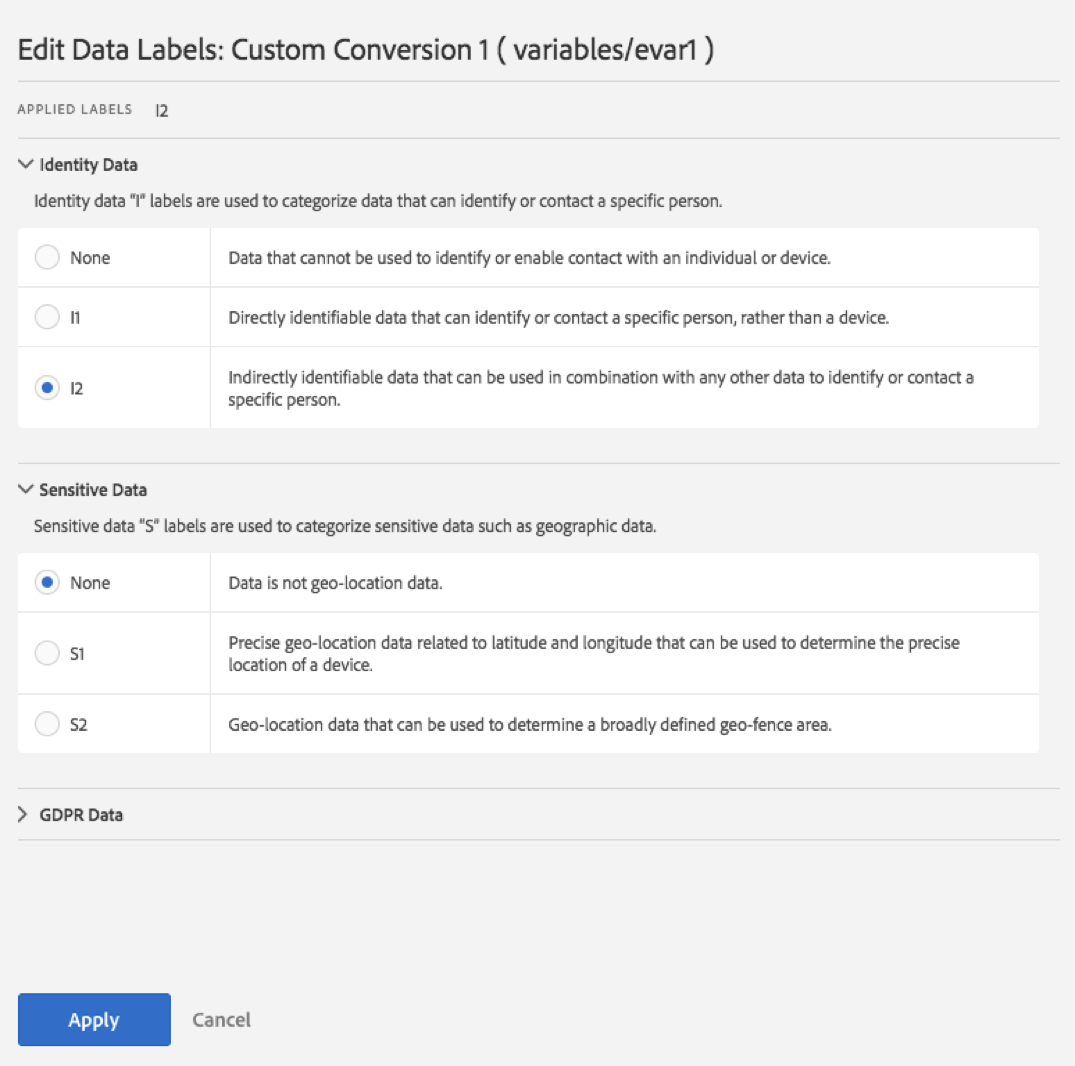 Edit Data Labels: Custom Conversion 1 ( variables/evar1 )
APPLIED LABELS I2
Identity Data
Identity data "I" labels are used to categorize data that can identify or contact a specific person.
None Data that cannot be used to identify or enable contact with an individual or device.
I1 Directly identifiable data that can identify or contact a specific person, rather than a device.
I2 Indirectly identifiable data that can be used in combination with any other data to identify or contact a
specific person.
Sensitive Data
Sensitive data "S" labels are used to categorize sensitive data such as geographic data.
None Data is not geo-location data.
S1 Precise geo-location data related to latitude and longitude that can be used to determine the precise
location of a device.
S2 Geo-location data that can be used to determine a broadly defined geo-fence area.
GDPR Data
Apply Cancel